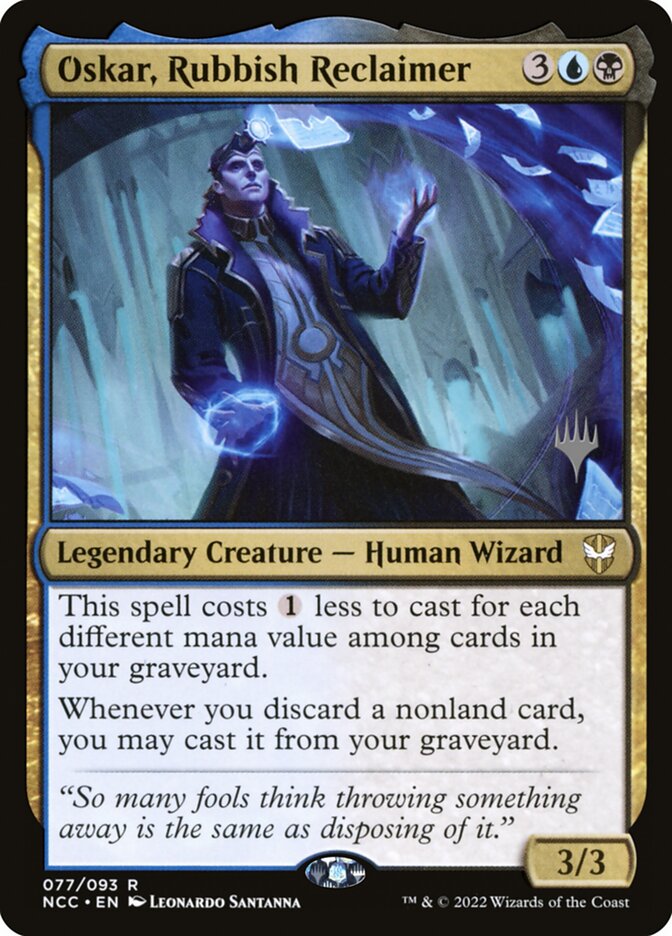 Oskar, Rubbish Reclaimer 3
Legendary Creature — Human Wizard
This spell costs 1 less to cast for each
different mana value among cards in
your graveyard.
Whenever you discard a nonland card,
you may cast it from your graveyard.
“So many fools think throwing something
away is the same as disposing of it.”
3/3
077/093 R
NCC • EN Leonardo Santanna
™ & © 2022 Wizards of the Coast